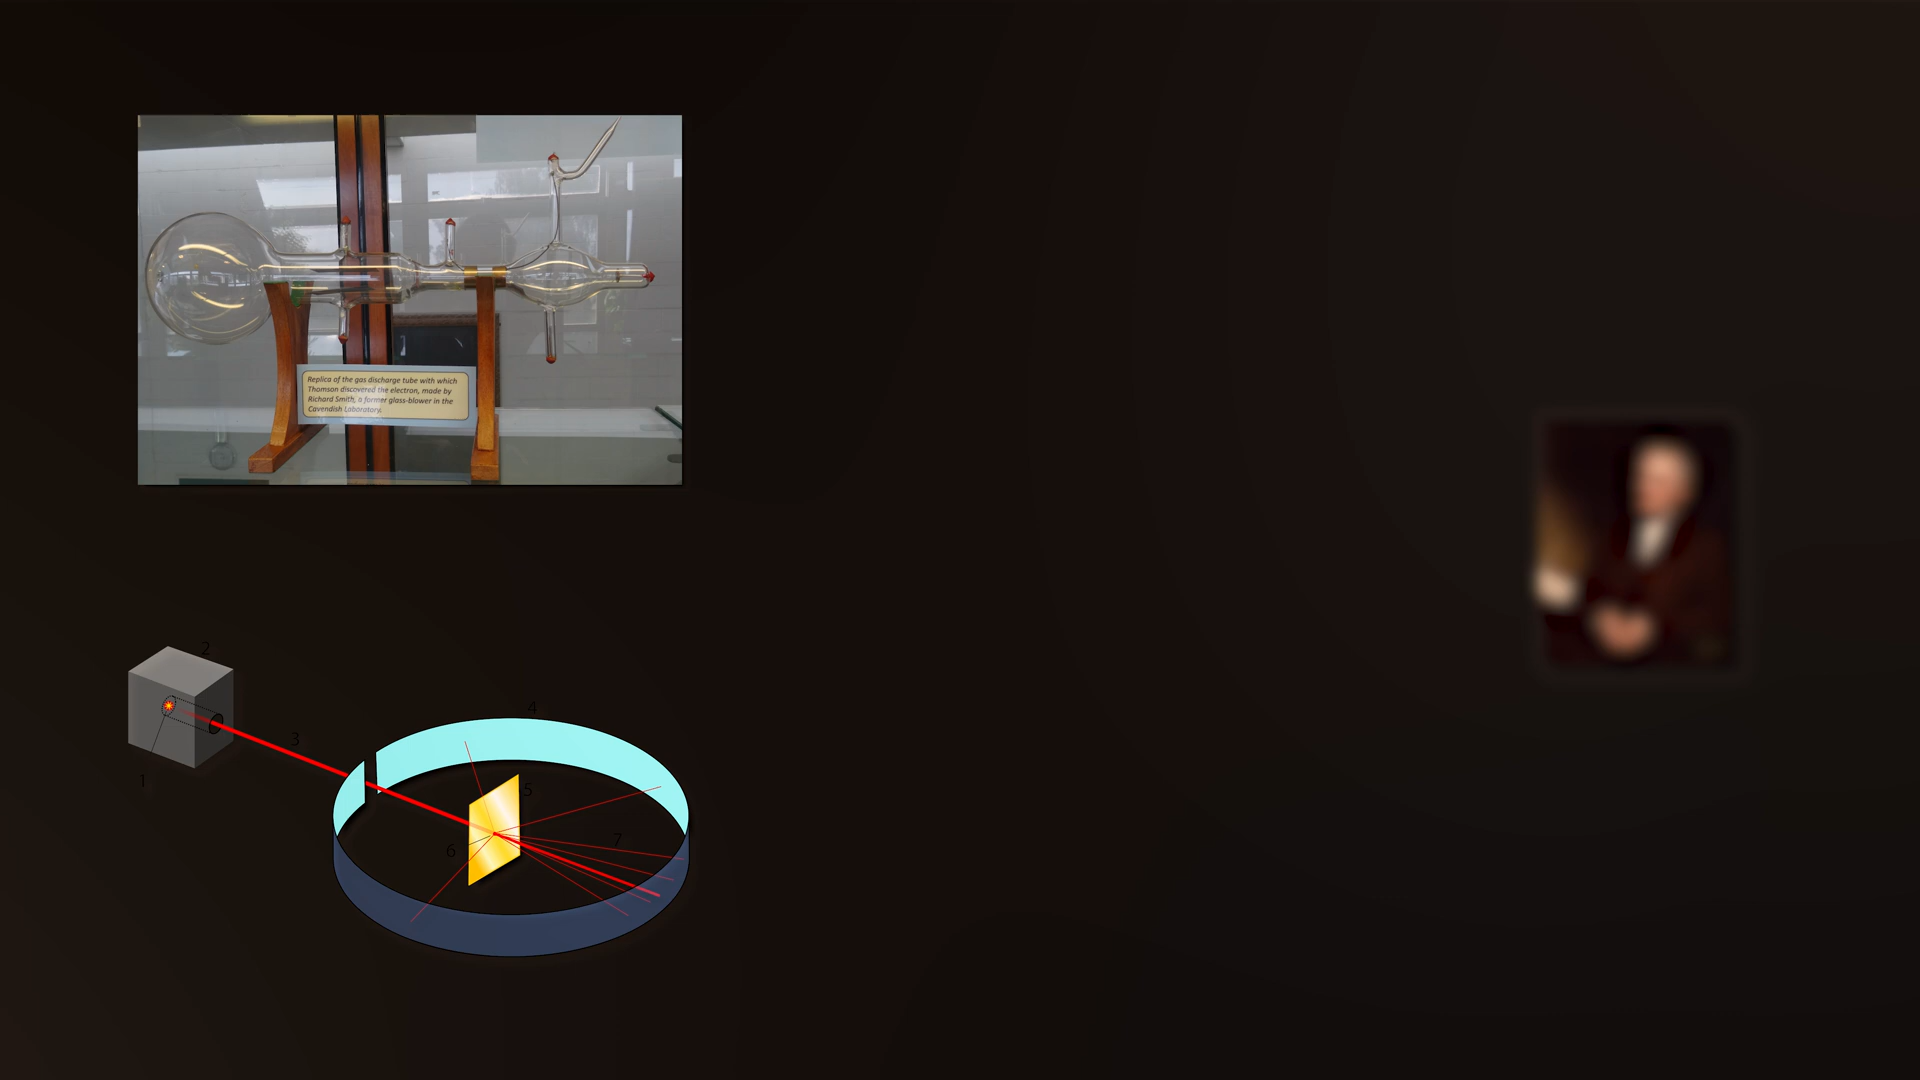 Replica of the gas discharge tube with which
Thomson discovered the electron, made by
Richard Smith, a former glass-blower in the
Cavendish Laboratory.
2
4
3
1
5
7
6